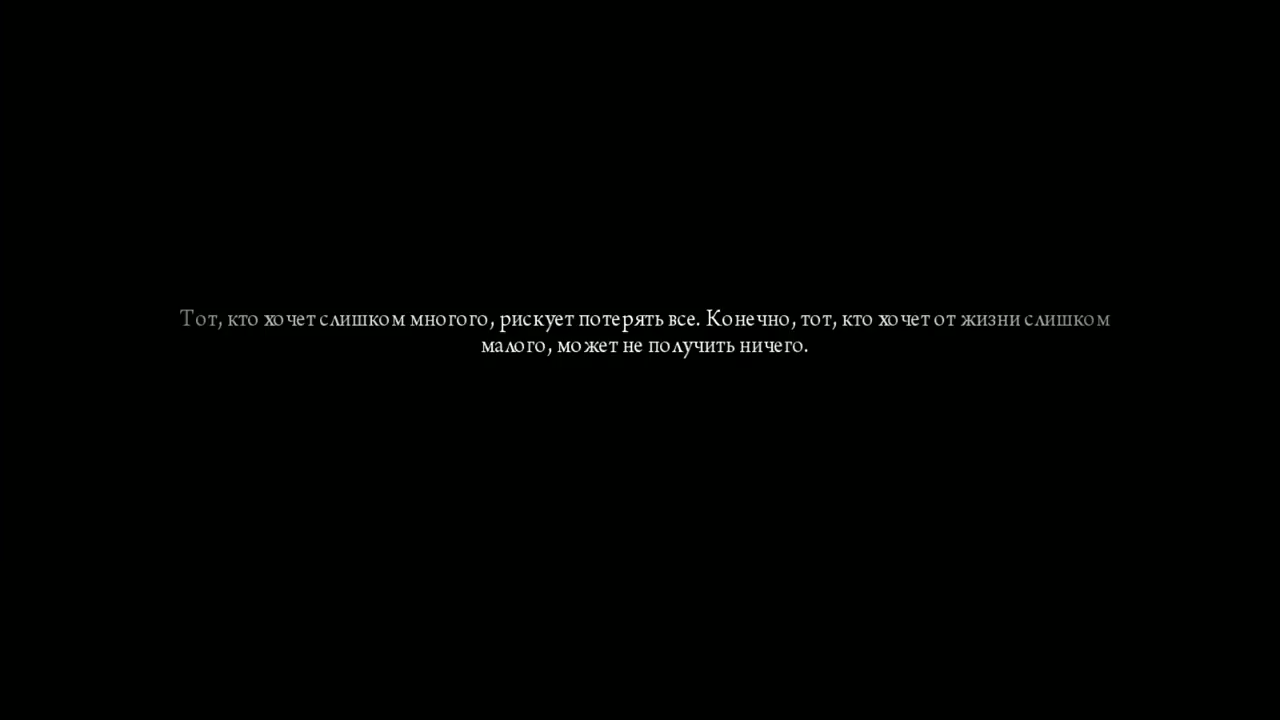 Тот, кто хочет слишком многого, рискует потерять все. Конечно, тот, кто хочет от жизни слишком
малого, может не получить ничего.